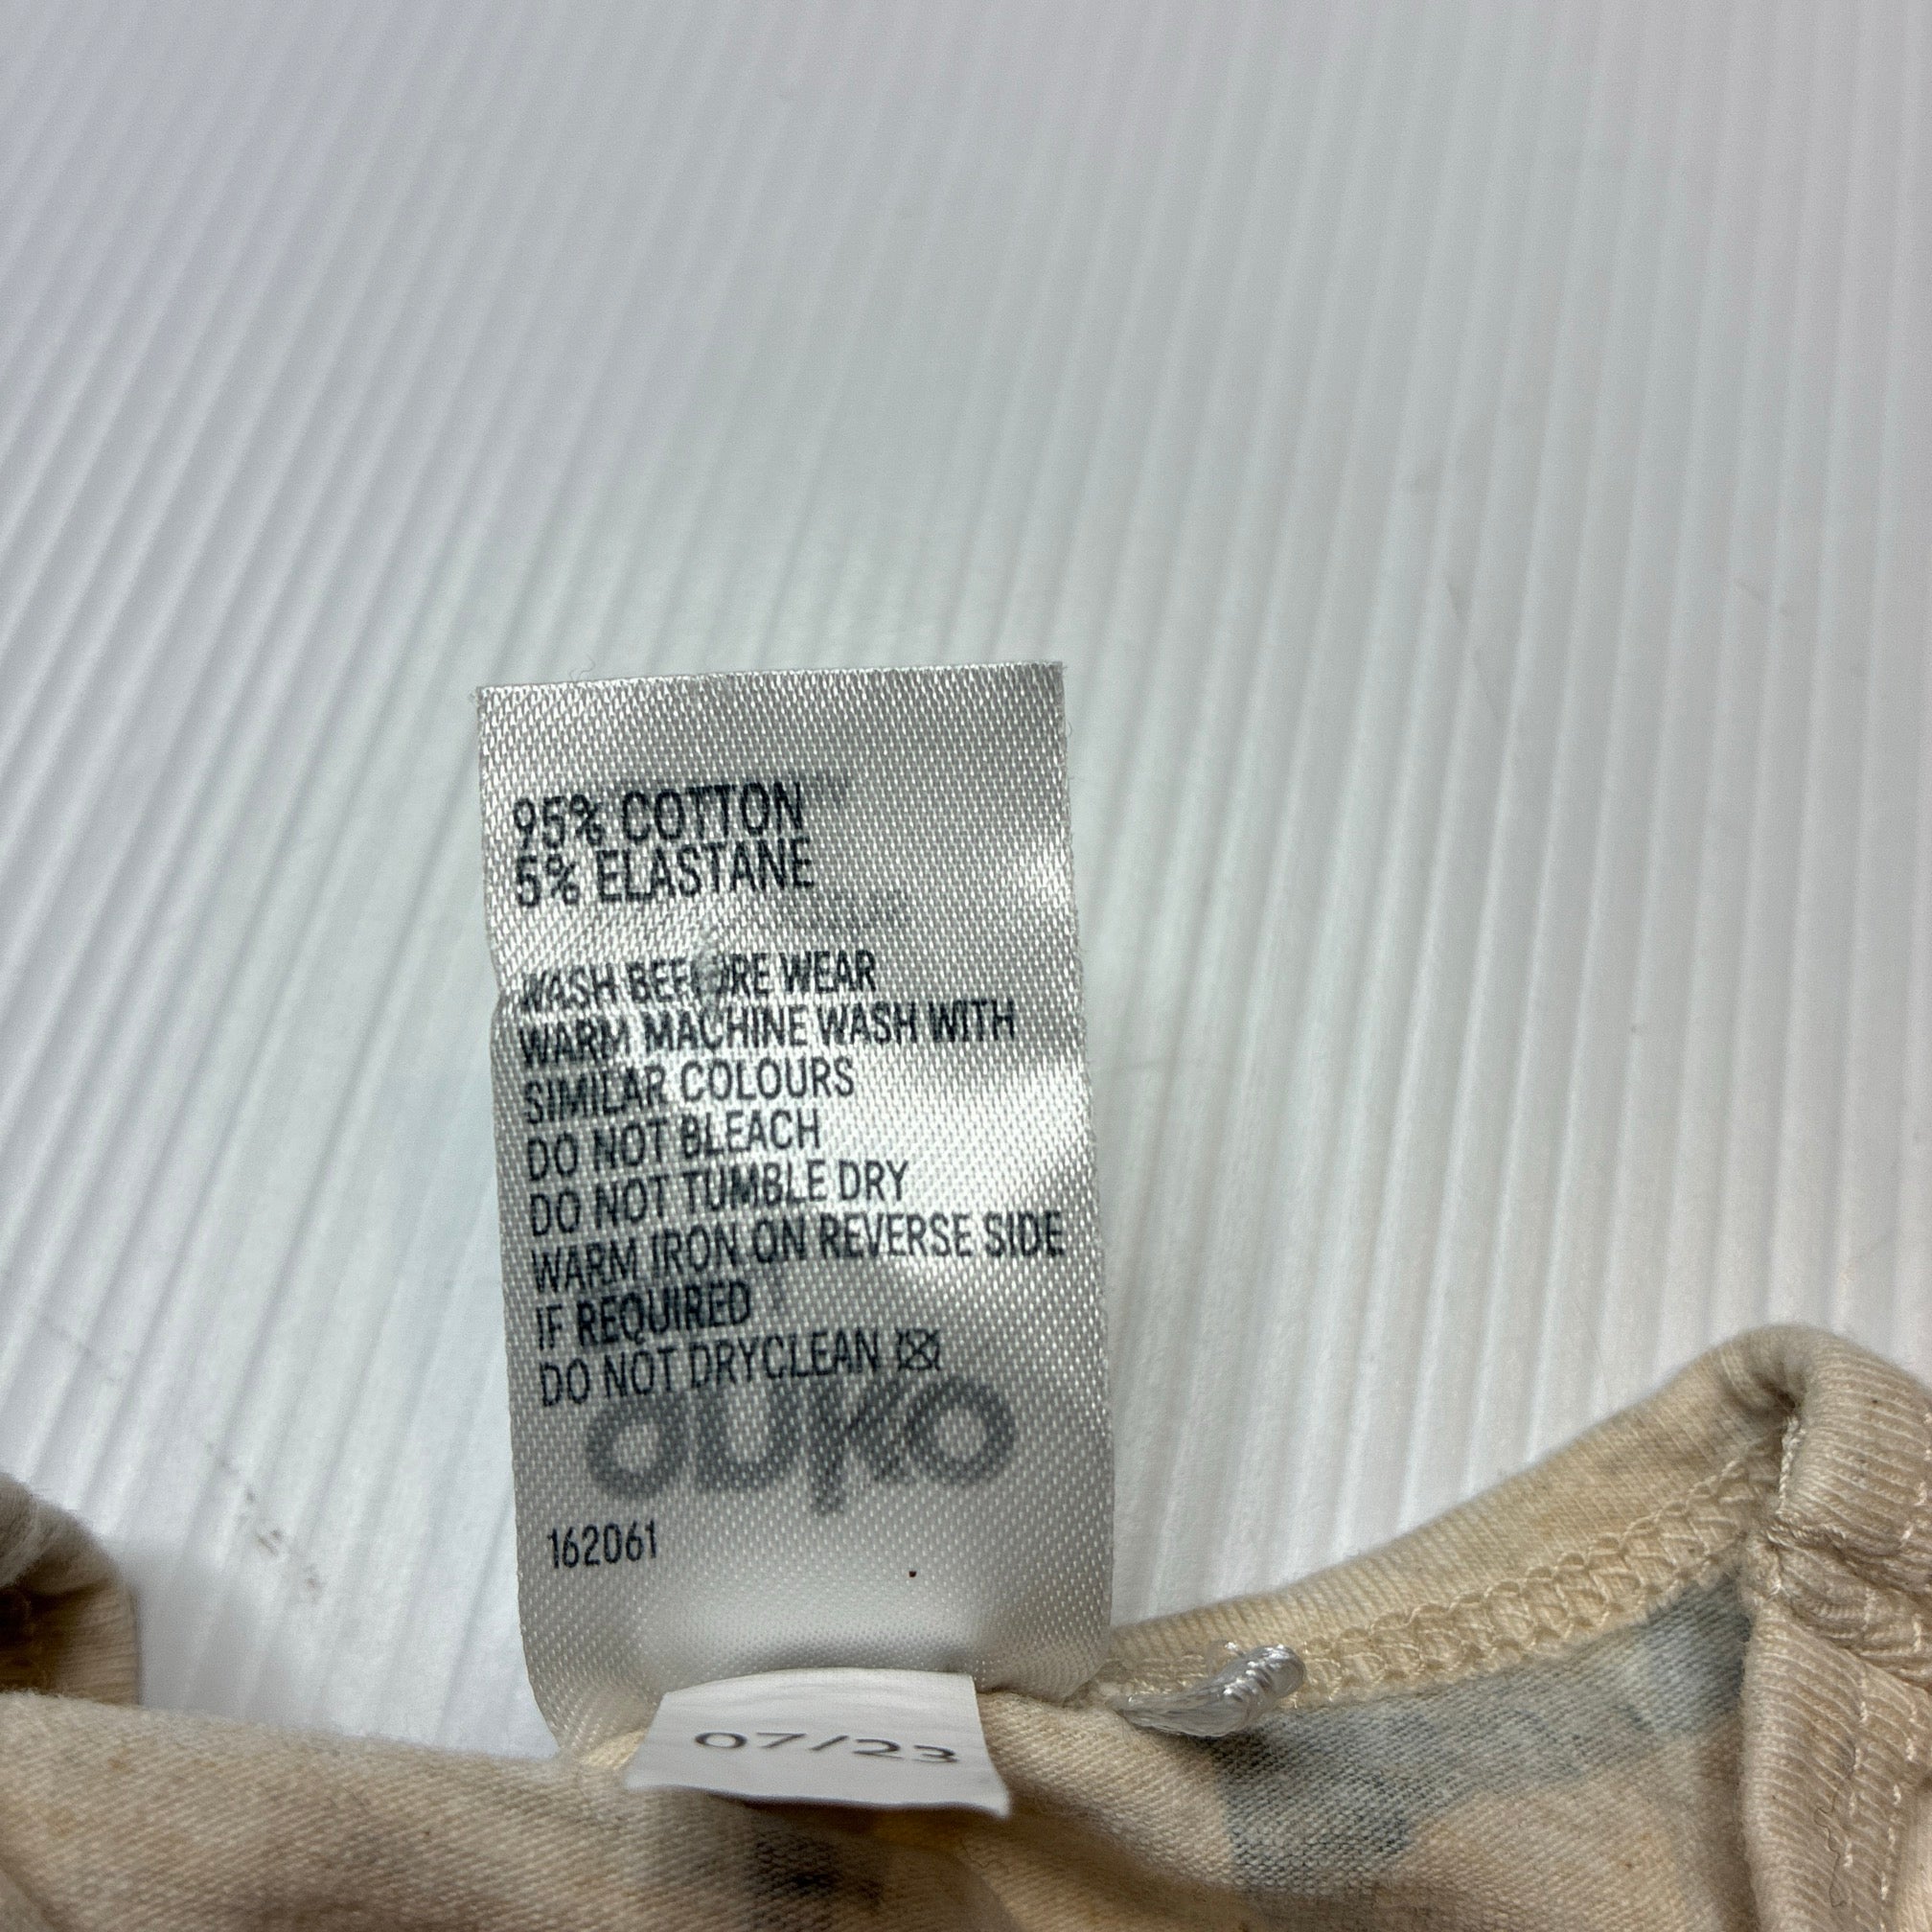 95% COTTON
5% ELASTANE
WASH BEFORE WEAR
WARM MACHINE WASH WITH
SIMILAR COLOURS
DO NOT BLEACH
DO NOT TUMBLE DRY
WARM IRON ON REVERSE SIDE
IF REQUIRED
DO NOT DRYCLEAN
162061
07/23